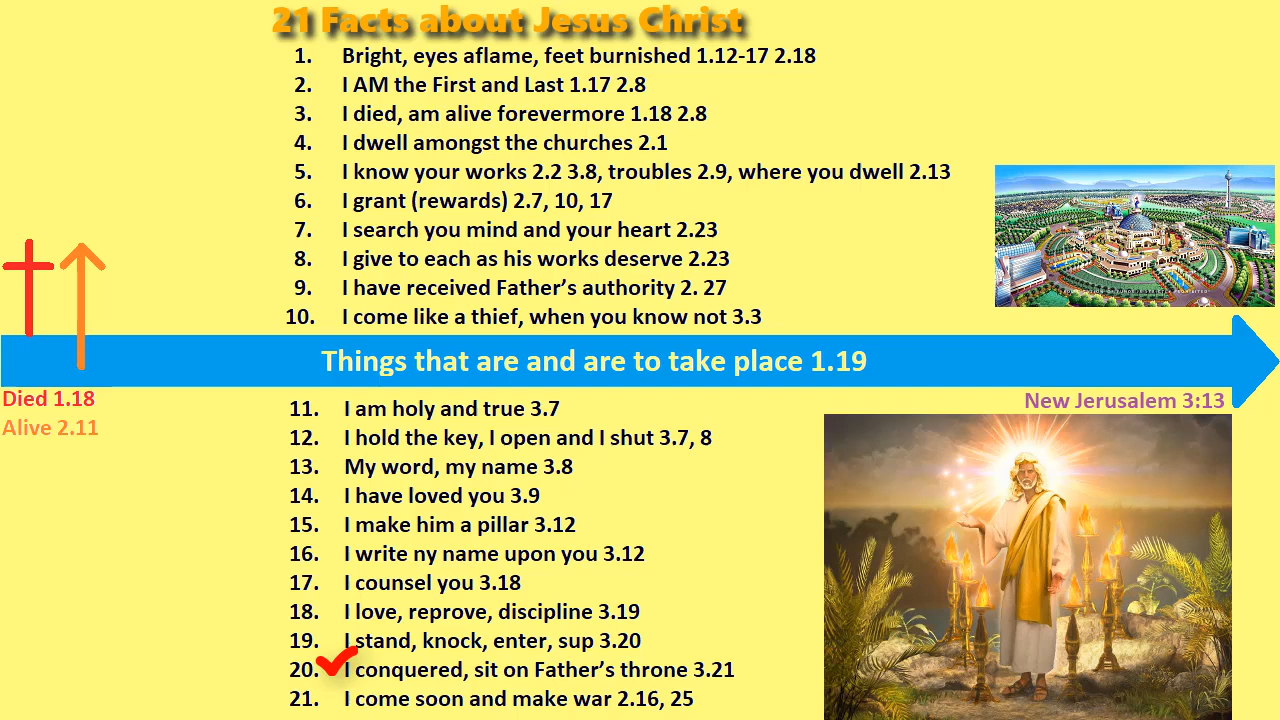 21 Facts about Jesus Christ
1. Bright, eyes aflame, feet burnished 1.12-17 2.18
2. I AM the First and Last 1.17 2.8
3. I died, am alive forevermore 1.18 2.8
4. I dwell amongst the churches 2.1
5. I know your works 2.2 3.8, troubles 2.9, where you dwell 2.13
6. I grant (rewards) 2.7, 10, 17
7. I search you mind and your heart 2.23
8. I give to each as his works deserve 2.23
9. I have received Father’s authority 2. 27
10. I come like a thief, when you know not 3.3
Things that are and are to take place 1.19
Died 1.18
Alive 2.11
New Jerusalem 3:13
11. I am holy and true 3.7
12. I hold the key, I open and I shut 3.7, 8
13. My word, my name 3.8
14. I have loved you 3.9
15. I make him a pillar 3.12
16. I write ny name upon you 3.12
17. I counsel you 3.18
18. I love, reprove, discipline 3.19
19. I stand, knock, enter, sup 3.20
20. I conquered, sit on Father’s throne 3.21
21. I come soon and make war 2.16, 25